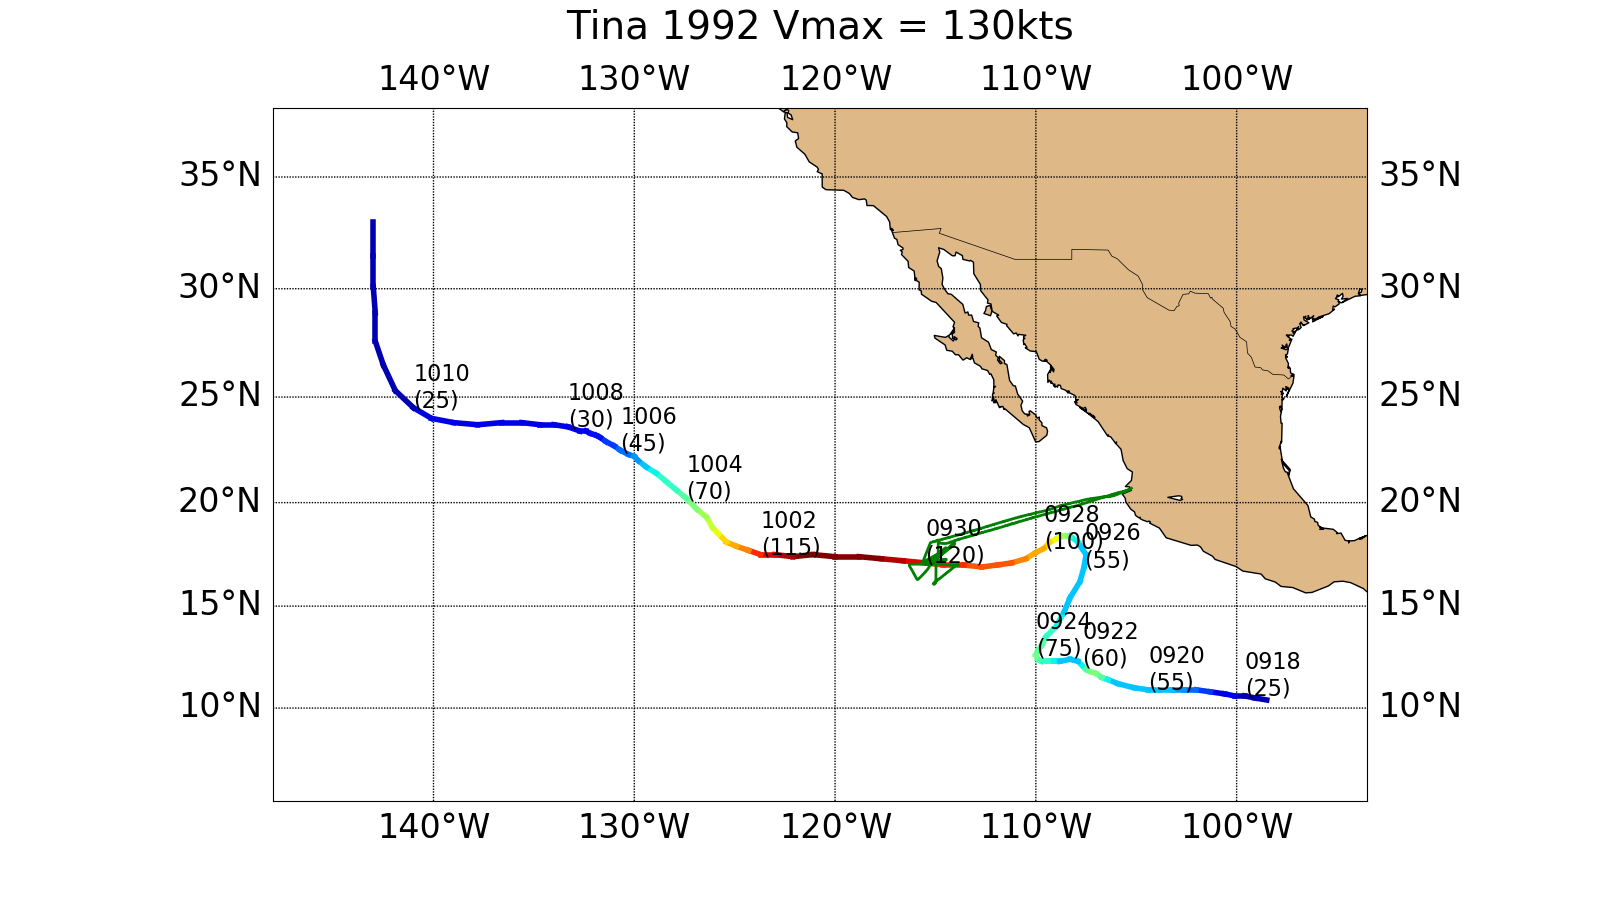 Tina 1992 Vmax = 130kts
140°W 130°W 120°W 110°W 100°W
35°N 35°N
30°N 30°N
1010
(25)
25°N 25°N
1008
(30)
1006
(45)
1004
(70)
20°N 20°N
1002
(115)
0930
(120)
0928
(100)
0926
(55)
15°N 15°N
0924
(75)
0922
(60)
0920
(55)
0918
(25)
10°N 10°N
140°W 130°W 120°W 110°W 100°W